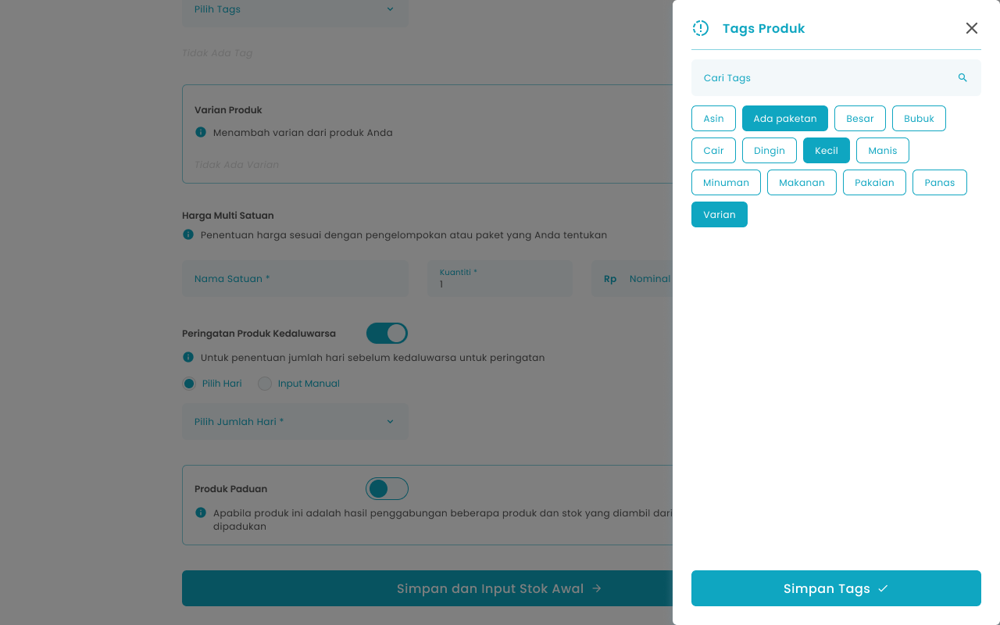 Pilih Tags
Tidak Ada Tag
Varian Produk
Menambah varian dari produk Anda
Tidak Ada Varian
Harga Multi Satuan
Penentuan harga sesuai dengan pengelompokan atau paket yang Anda tentukan
Nama Satuan *
Kuantiti *
1
Rp Nominal
Peringatan Produk Kedaluwarsa
Untuk penentuan jumlah hari sebelum kedaluwarsa untuk peringatan
Pilih Hari Input Manual
Pilih Jumlah Hari *
Produk Paduan
Apabila produk ini adalah hasil penggabungan beberapa produk dan stok yang diambil dari
dipadukan
Simpan dan Input Stok Awal
Tags Produk
Cari Tags
Asin Ada paketan Besar Bubuk
Cair Dingin Kecil Manis
Minuman Makanan Pakaian Panas
Varian
Simpan Tags